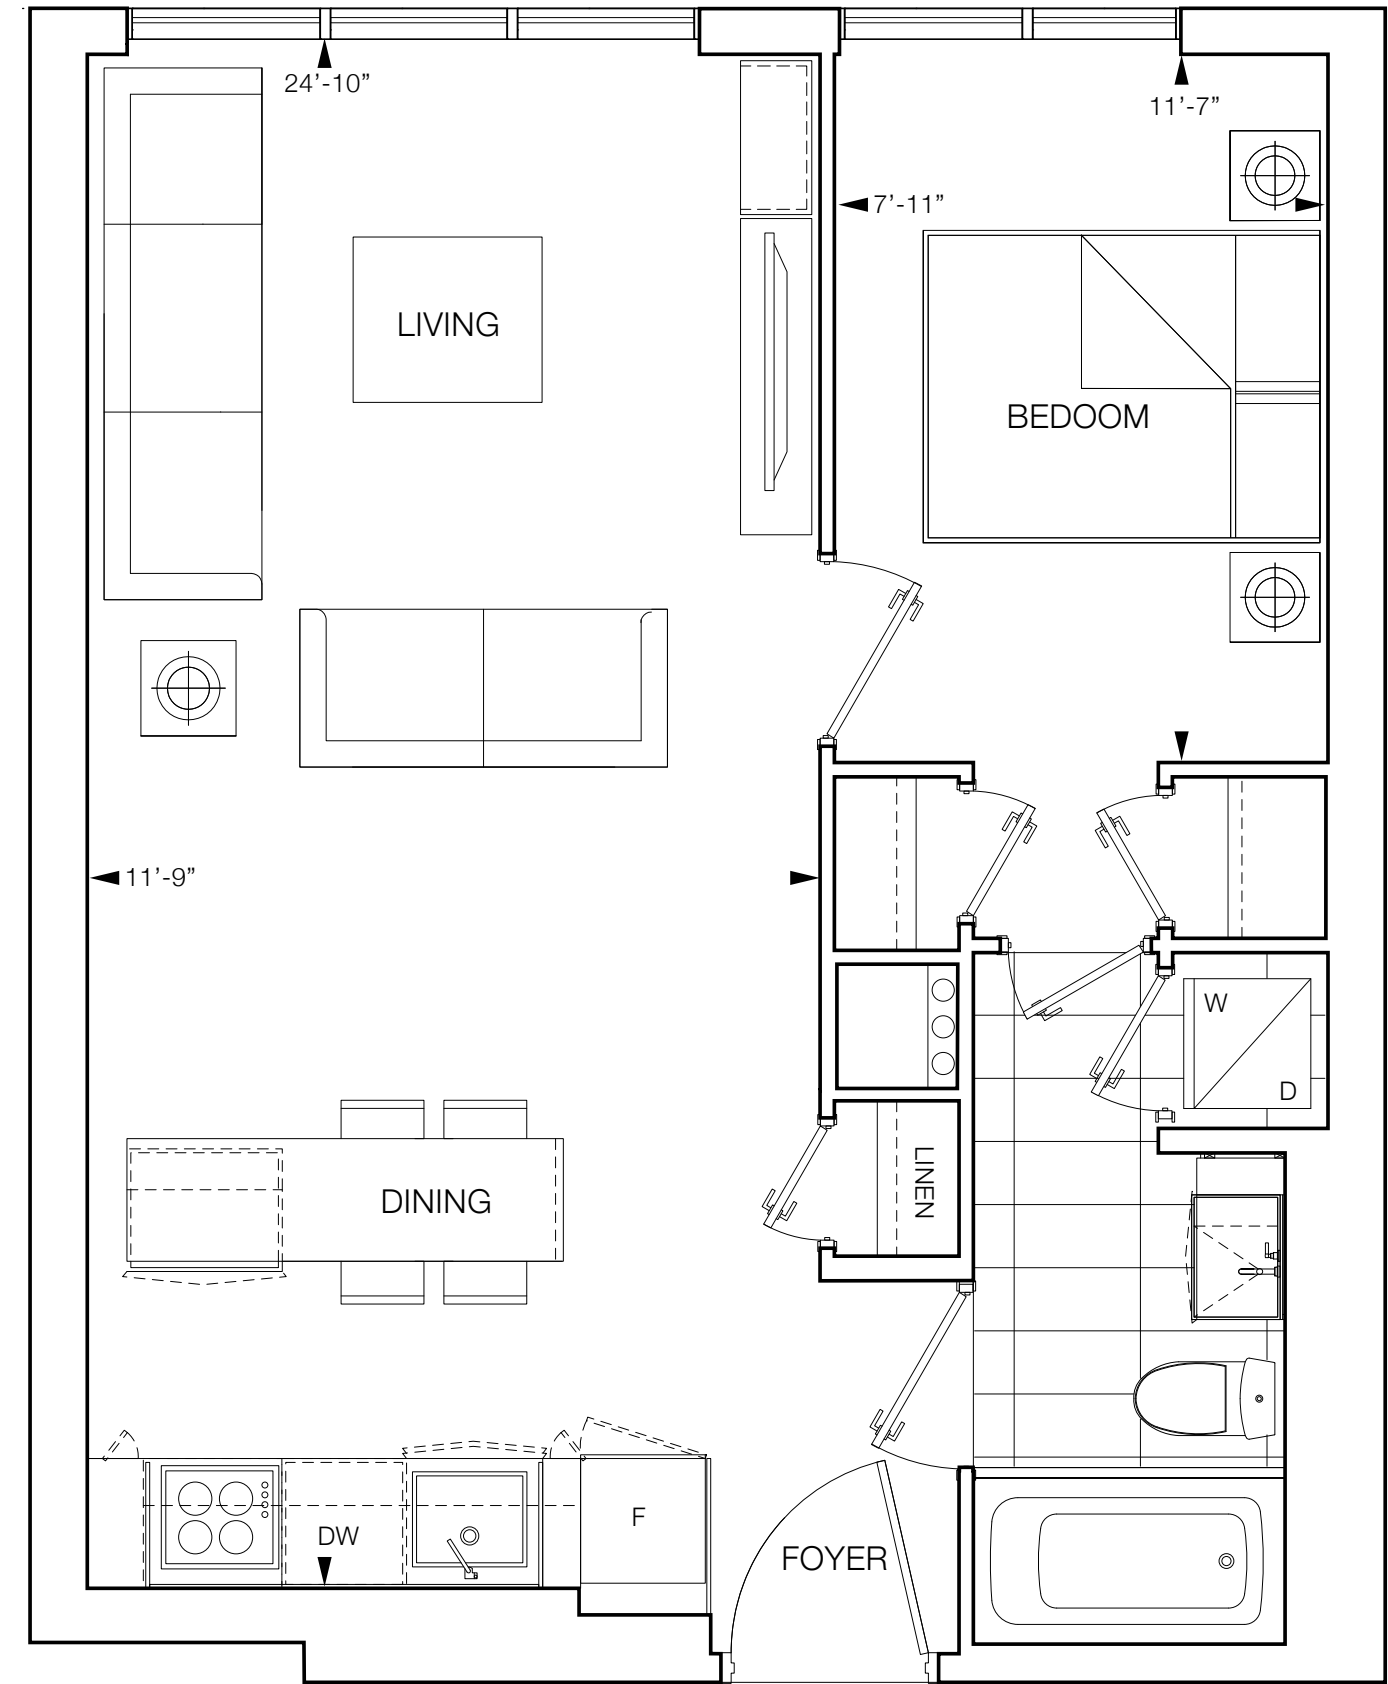 24’-10”
11’-7”
7’-11”
LIVING
BEDOOM
11’-9”
W
D
LINEN
DINING
F
DW
FOYER